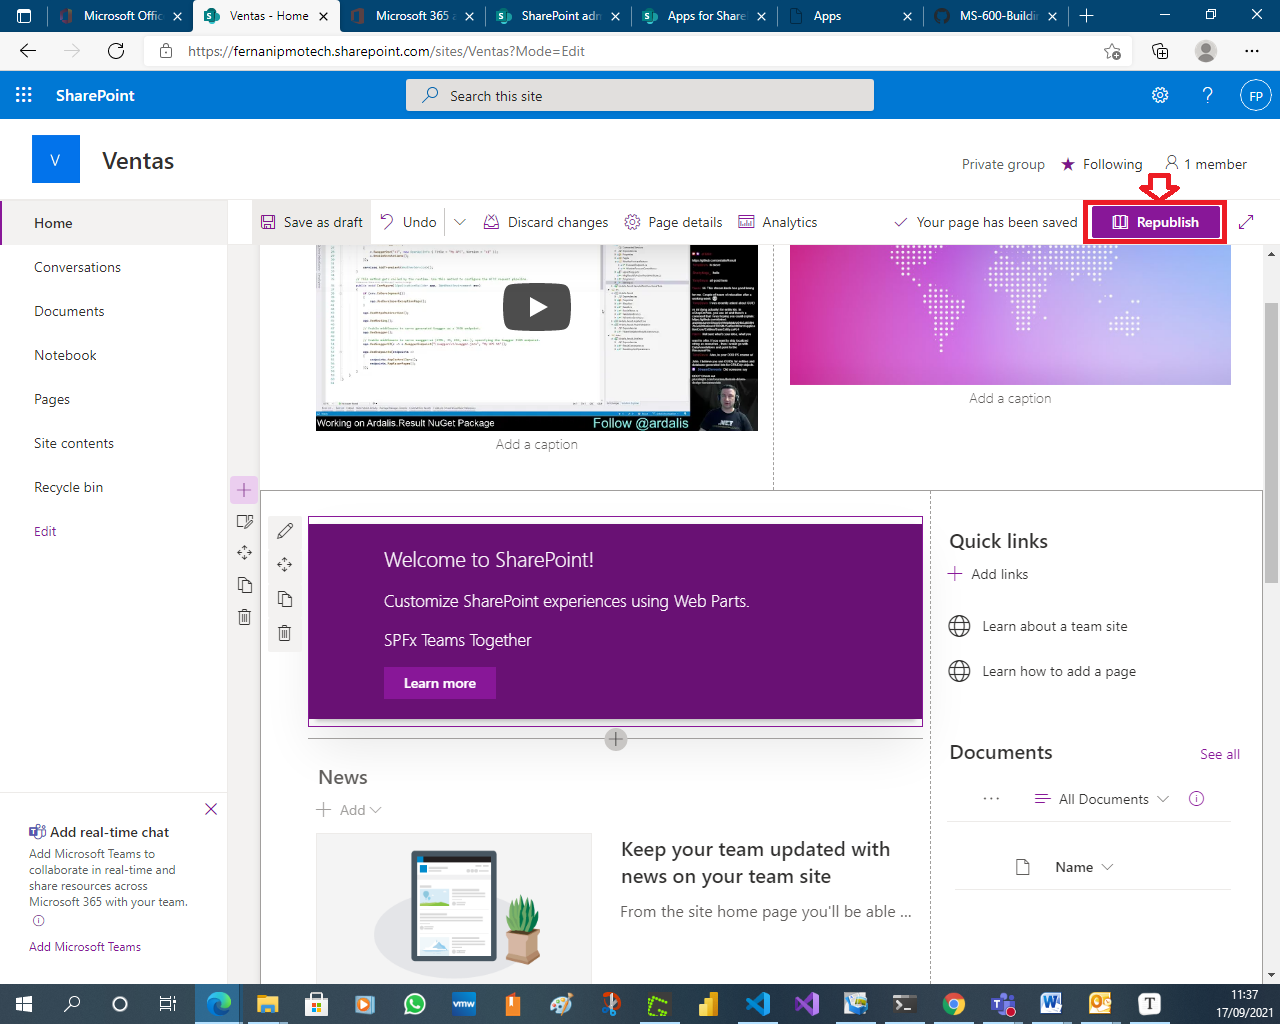 Microsoft Offic
Ventas - Home
Microsoft 365 a
SharePoint adm
Apps for Share
Apps
MS-600-Buildin
https://fernanipmotech.sharepoint.com/sites/Ventas?Mode=Edit
SharePoint
Search this site
?
FP
V
Ventas
Private group
Following
1 member
Home
Save as draft
Undo
Discard changes
Page details
Analytics
Your page has been saved
Republish
Conversations
Documents
Notebook
Pages
Site contents
Recycle bin
Edit
Working on Ardalis.Result NuGet Package
Follow @ardalis
Add a caption
Add a caption
Welcome to SharePoint!
Customize SharePoint experiences using Web Parts.
SPFx Teams Together
Learn more
Quick links
Add links
Learn about a team site
Learn how to add a page
Documents
See all
All Documents
Name
News
Add
Keep your team updated with
news on your team site
From the site home page you'll be able ...
Add real-time chat
Add Microsoft Teams to
collaborate in real-time and
share resources across
Microsoft 365 with your team.
Add Microsoft Teams
vmw
T
11:37
17/09/2021